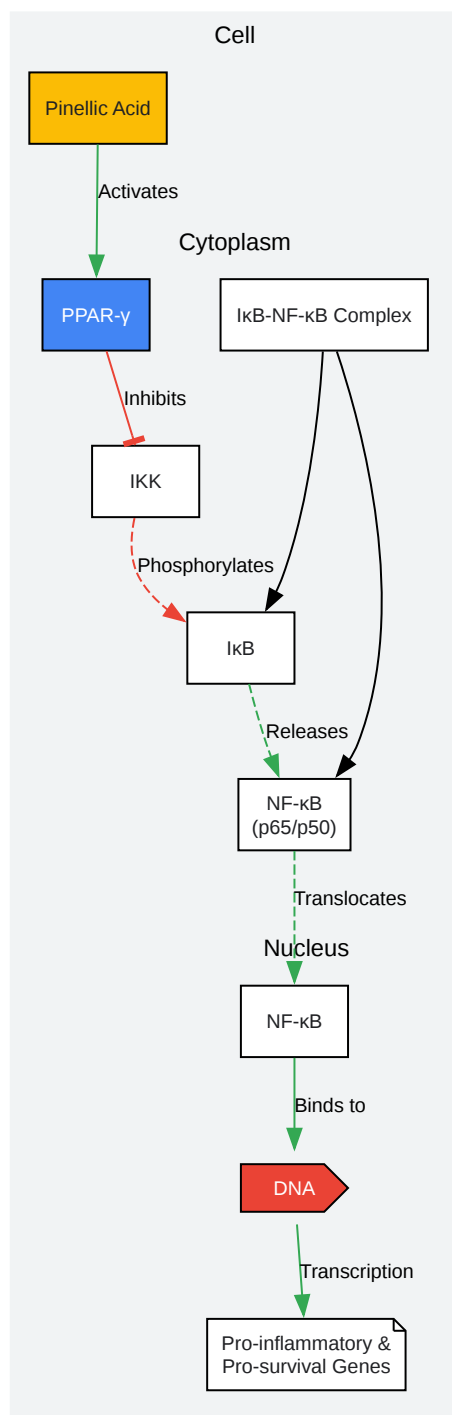 Cell
Pinellic Acid
Activates
Cytoplasm
PPAR-γ
IκB-NF-κB Complex
Inhibits
IKK
Phosphorylates
IκB
Releases
NF-κB
(p65/p50)
Translocates
Nucleus
NF-κB
Binds to
DNA
Transcription
Pro-inflammatory &
Pro-survival Genes